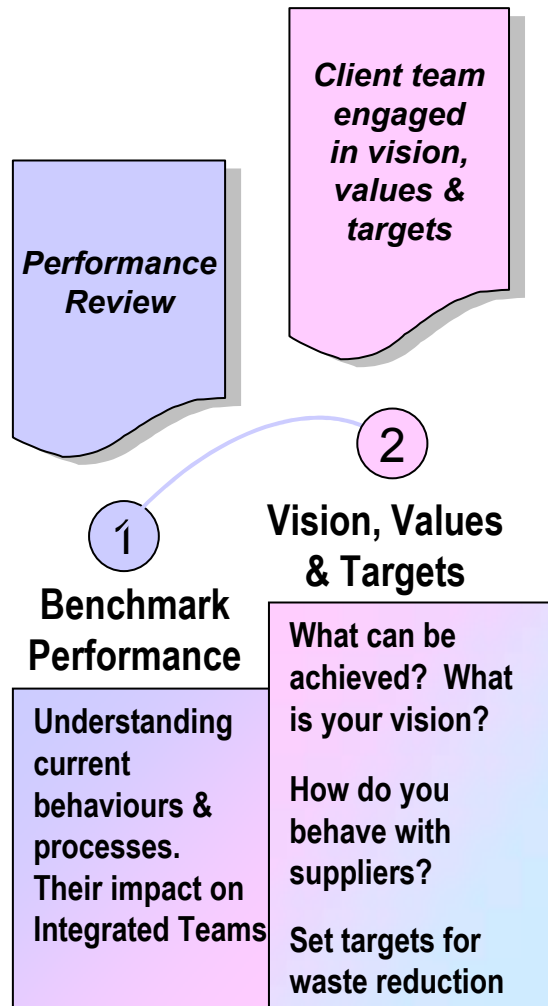 Performance
Review
Client team
engaged
in vision,
values &
targets
1
Benchmark
Performance
Understanding
current
behaviours &
processes.
Their impact on
Integrated Teams
2
Vision, Values
& Targets
What can be
achieved?  What
is your vision?
How do you
behave with
suppliers?
Set targets for
waste reduction